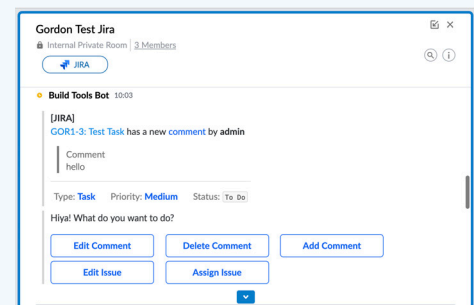 Gordon Test Jira
Internal Private Room | 3 Members
JIRA
Build Tools Bot 10:03
[JIRA]
GOR1-3: Test Task has a new comment by admin
Comment
hello
Type: Task Priority: Medium Status: To Do
Hiya! What do you want to do?
Edit Comment Delete Comment Add Comment
Edit Issue Assign Issue